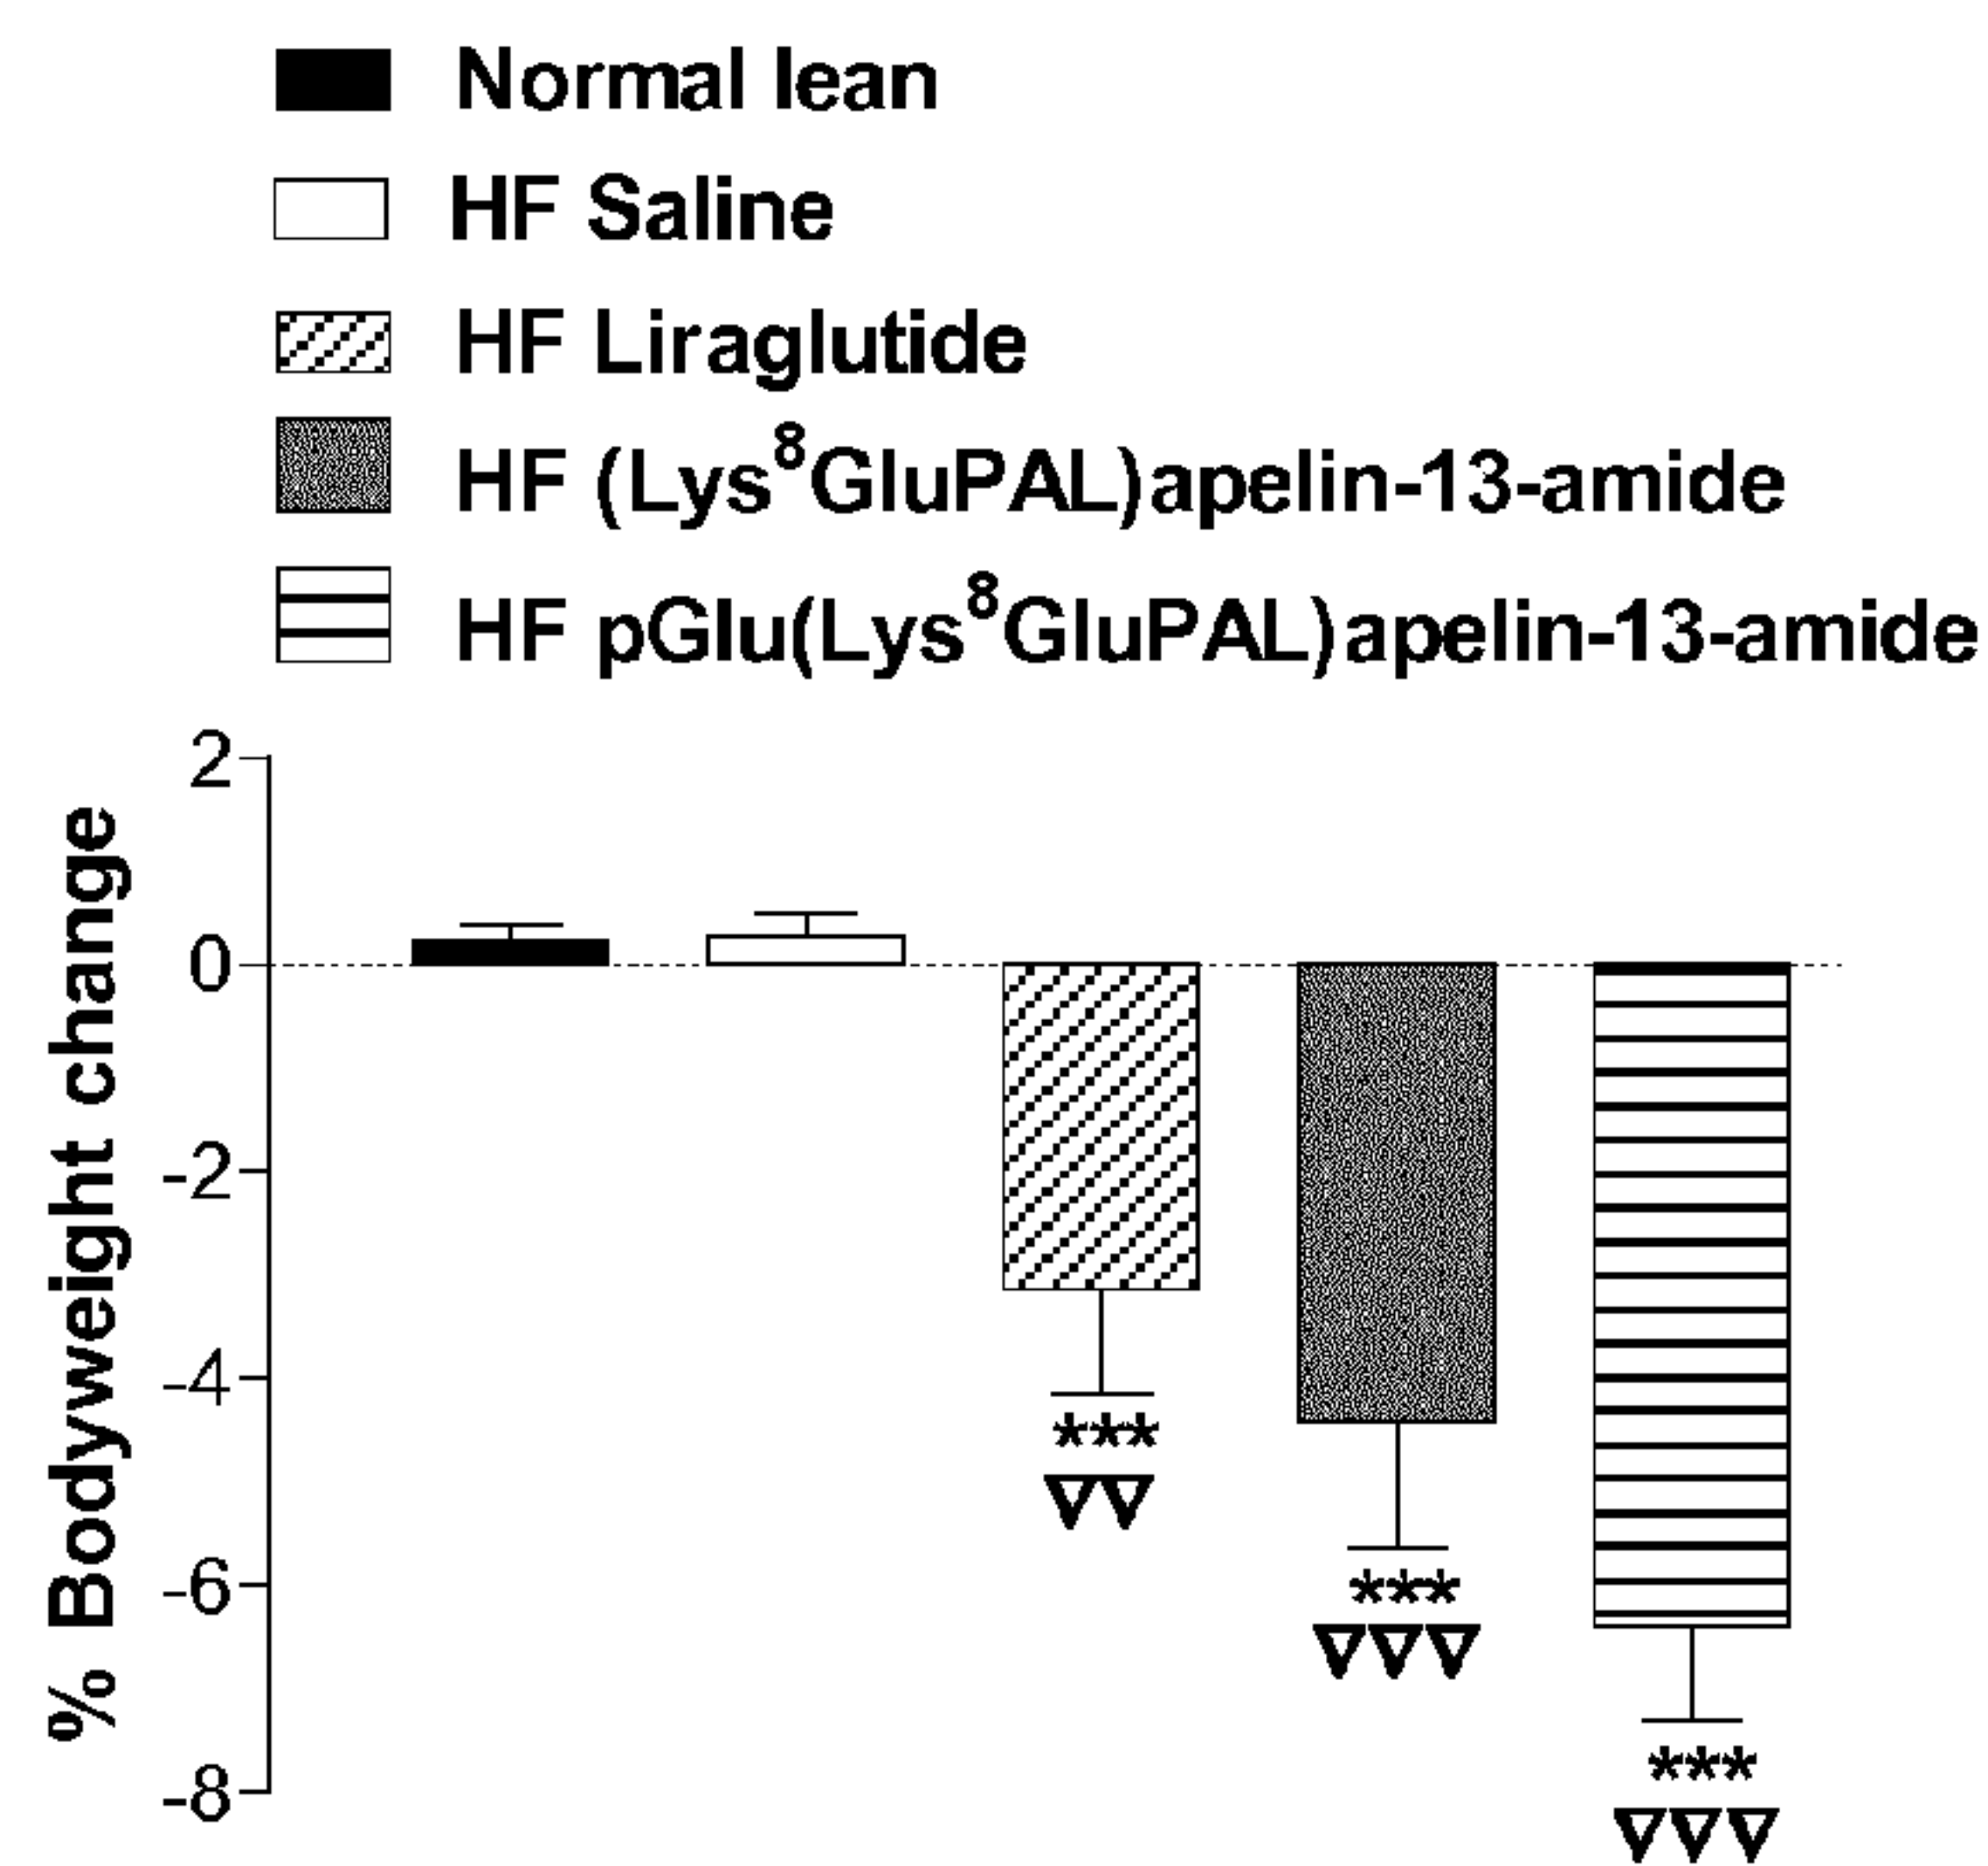 Normal lean
HF Saline
HF Liraglutide
HF (Lys⁸GluPAL)apelin-13-amide
HF pGlu(Lys⁸GluPAL)apelin-13-amide
% Bodyweight change
2
0
-2
-4
-6
-8
***
∇∇
***
∇∇∇
***
∇∇∇